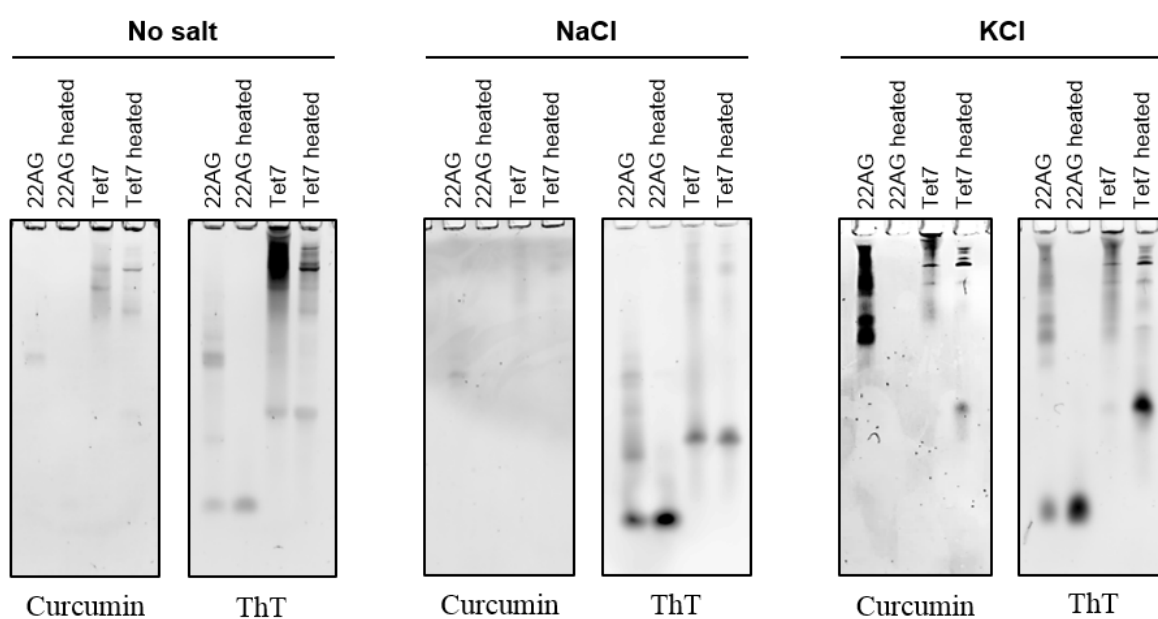 No salt
NaCl
KCl
22AG
22AG heated
Tet7
Tet7 heated
22AG
22AG heated
Tet7
Tet7 heated
22AG
22AG heated
Tet7
Tet7 heated
22AG
22AG heated
Tet7
Tet7 heated
22AG
22AG heated
Tet7
Tet7 heated
22AG
22AG heated
Tet7
Tet7 heated
Curcumin
ThT
Curcumin
ThT
Curcumin
ThT